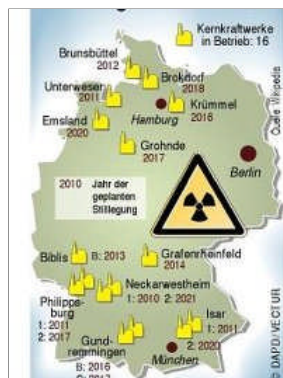 Kernkraftwerke
in Betrieb: 16
Brunsbüttel
2012
Brokdorf
2018
Unterweser
2011
Hamburg
Krümmel
2016
Emsland
2020
Grohnde
2017
Berlin
2010 Jahr der
geplanten
Stillegung
Biblis B: 2013
Grafenrheinfeld
2014
Neckarwestheim
1: 2010 2: 2021
Philipps-
burg
1: 2011
2: 2017
Isar
1: 2011
2: 2020
Gund-
remmingen
B: 2016
München
Quelle Wikipedia
© DAPD/VECTUR